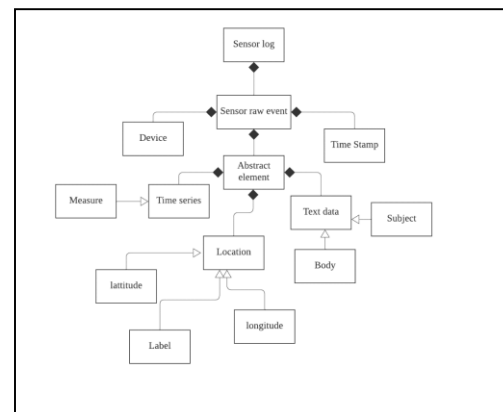 Sensor log
Sensor raw event
Device
Time Stamp
Abstract
element
Measure
Time series
Text data
Subject
Location
Body
lattitude
longitude
Label